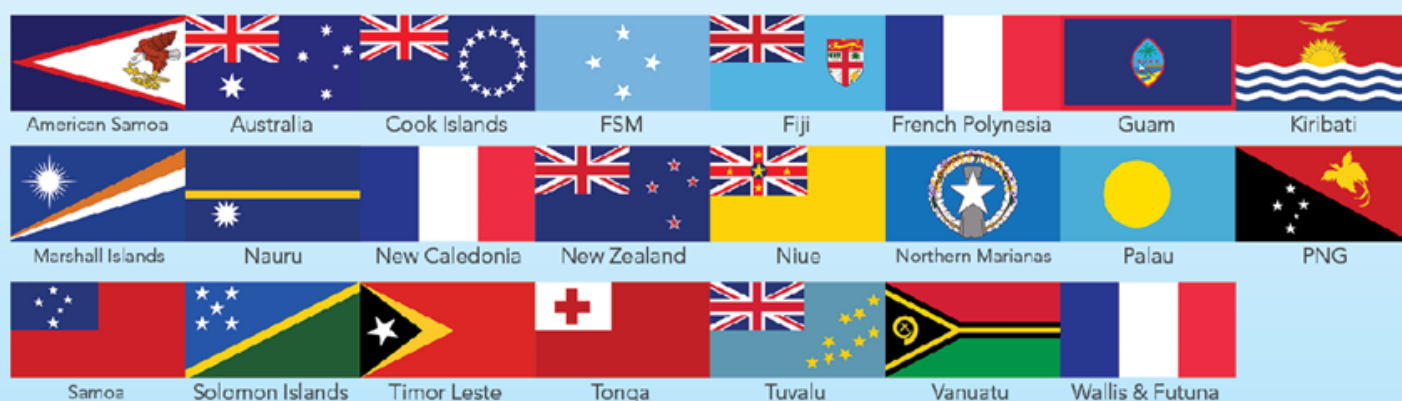 American Samoa Australia Cook Islands FSM Fiji French Polynesia Guam Kiribati
Marshall Islands Nauru New Caledonia New Zealand Niue Northern Marianas Palau PNG
Samoa Solomon Islands Timor Leste Tonga Tuvalu Vanuatu Wallis & Futuna